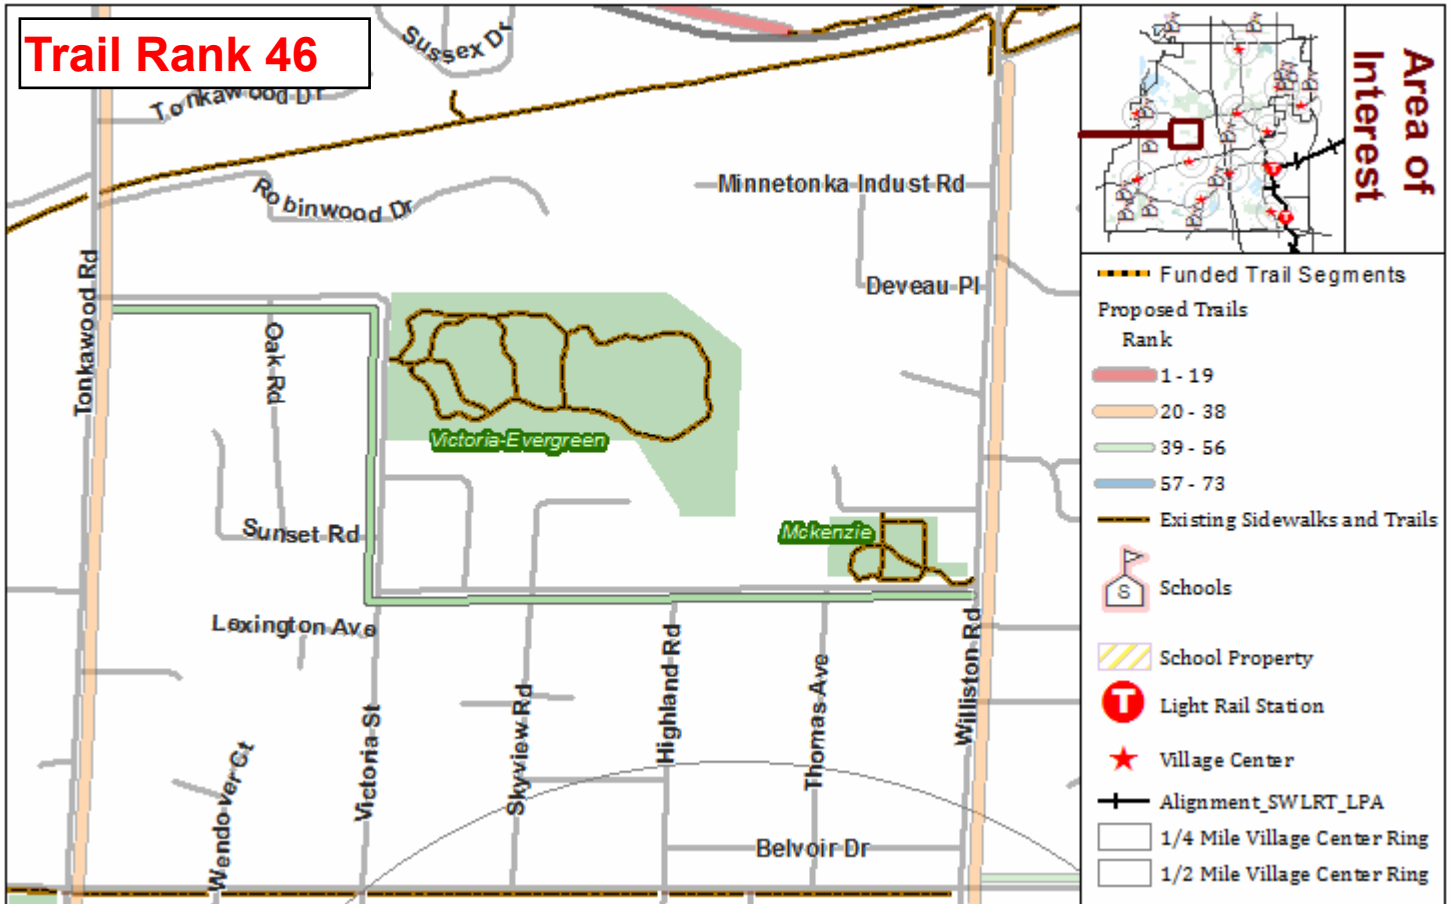 Trail Rank 46
Sussex Dr
Tonkawood Dr
Robinwood Dr
Minnetonka Indust Rd
Deveau Pl
Tonkawood Rd
Oak Rd
Victoria-Evergreen
Sunset Rd
Mckenzie
Lexington Ave
Highland Rd
Williston Rd
Thomas Ave
Skyview Rd
Victoria St
Wendover Ct
Belvoir Dr
Area of
Interest
Funded Trail Segments
Proposed Trails
Rank
1 - 19
20 - 38
39 - 56
57 - 73
Existing Sidewalks and Trails
S
Schools
School Property
T
Light Rail Station
Village Center
Alignment_SWLRT_LPA
1/4 Mile Village Center Ring
1/2 Mile Village Center Ring